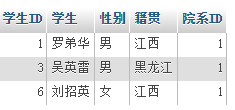 学生ID 学生 性别 籍贯 院系ID
1 罗弟华 男 江西 1
3 吴英雷 男 黑龙江 1
6 刘招英 女 江西 1